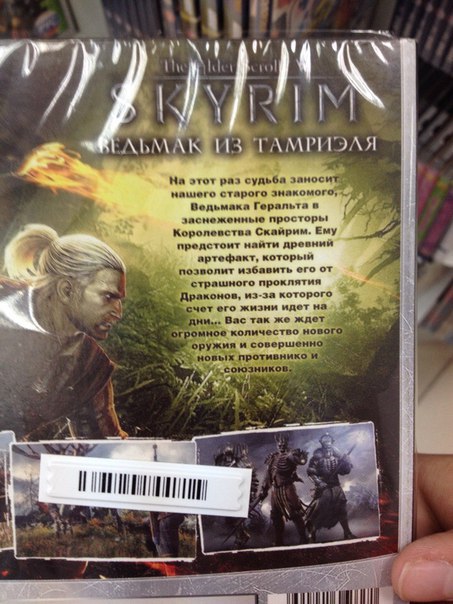 The Elder Scrolls V
SKYRIM
ВЕДЬМАК ИЗ ТАМРИЭЛЯ
На этот раз судьба заносит
нашего старого знакомого,
Ведьмака Геральта в
заснеженные просторы
Королевства Скайрим. Ему
предстоит найти древний
артефакт, который
позволит избавить его от
страшного проклятия
Драконов, из-за которого
счет его жизни идет на
дни... Вас так же ждет
огромное количество нового
оружия и совершенно
новых противнико и
союзников.